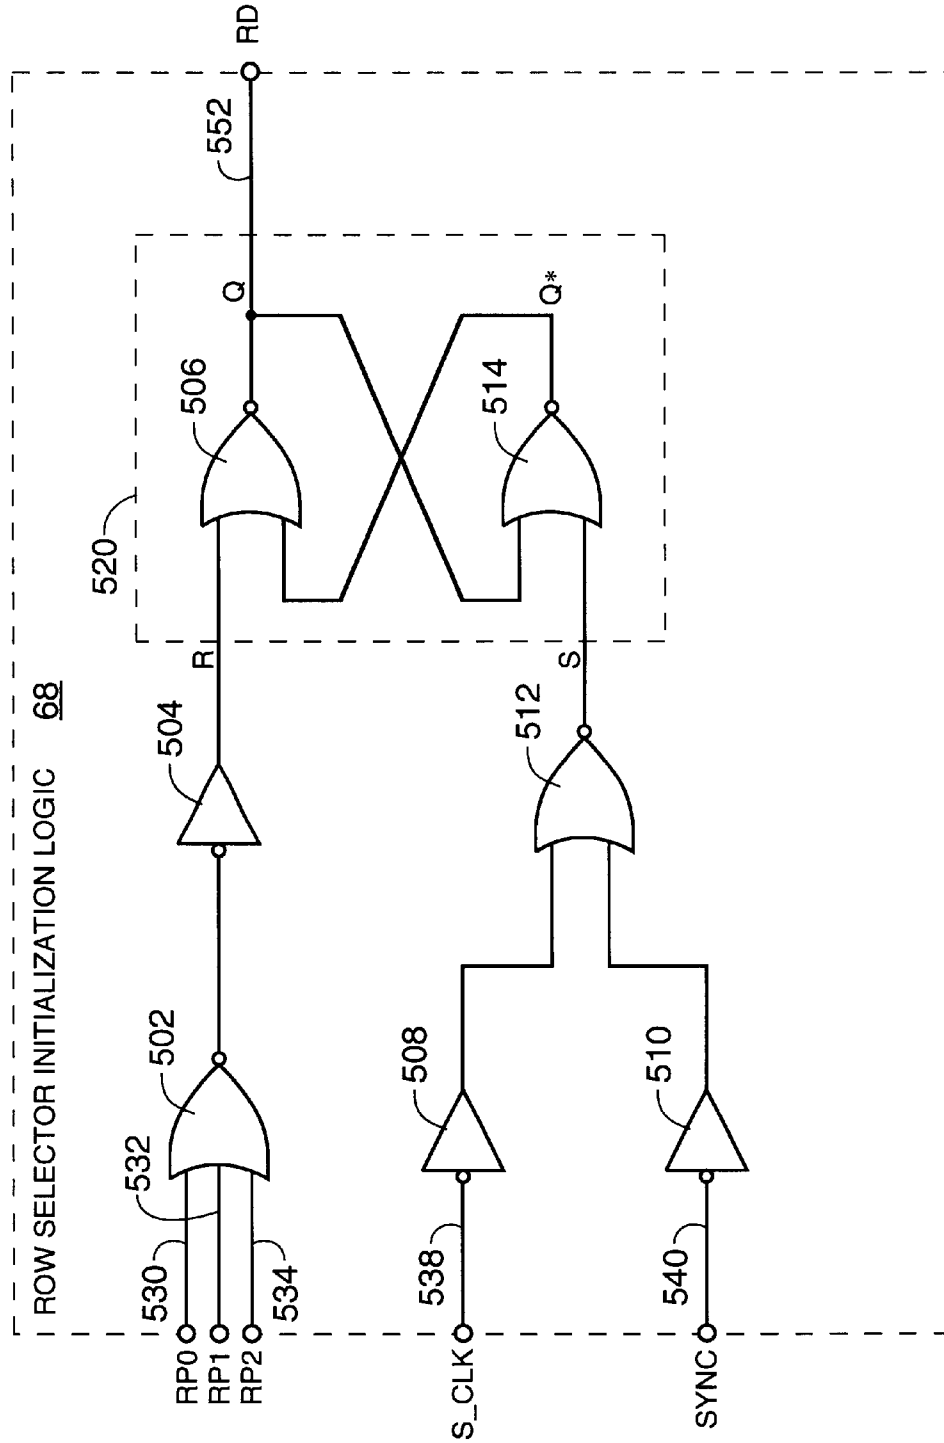 ROW SELECTOR INITIALIZATION LOGIC 68
RP0
RP1
RP2
530
532
534
502
504
R
520
506
Q
552
RD
S_CLK
538
508
SYNC
540
510
512
S
514
Q*